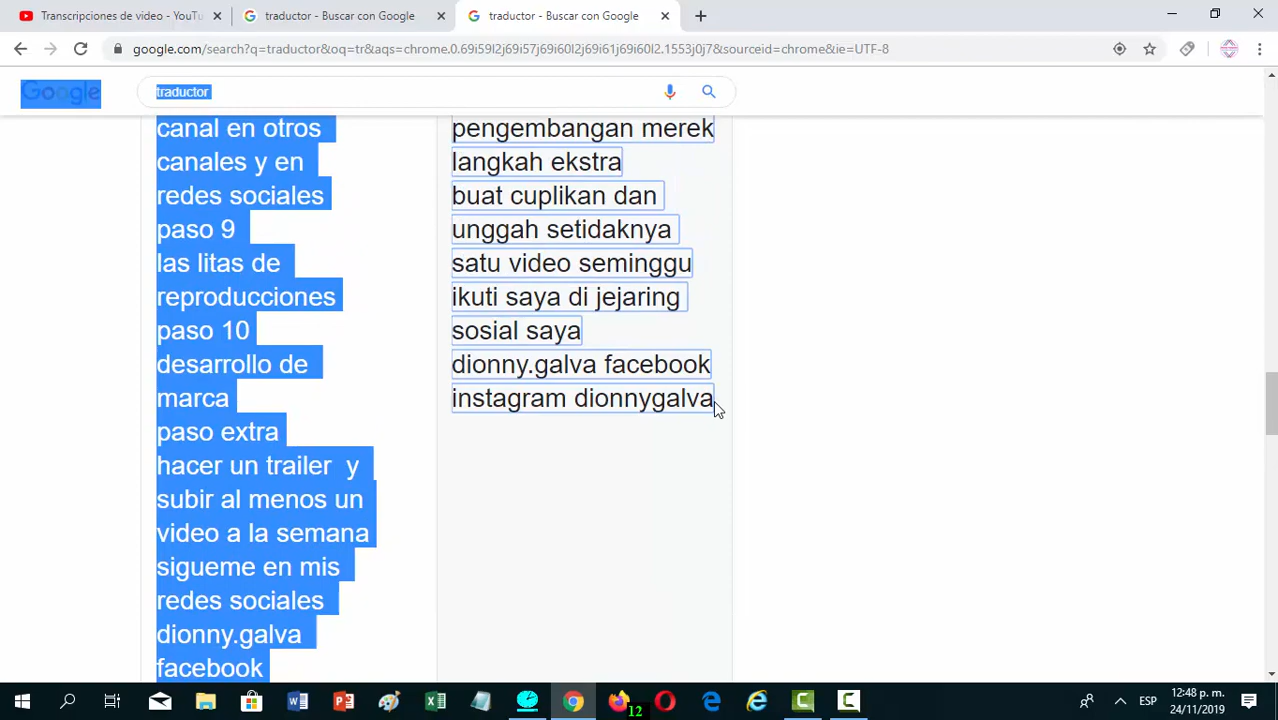 Transcripciones de video - YouTu
traductor - Buscar con Google
traductor - Buscar con Google
google.com/search?q=traductor&oq=tr&aqs=chrome.0.69i59l2j69i57j69i60l2j69i61j69i60l2.1553j0j7&sourceid=chrome&ie=UTF-8
Google
traductor
canal en otros
canales y en
redes sociales
paso 9
las litas de
reproducciones
paso 10
desarrollo de
marca
paso extra
hacer un trailer y
subir al menos un
video a la semana
sigueme en mis
redes sociales
dionny.galva
facebook
pengembangan merek
langkah ekstra
buat cuplikan dan
unggah setidaknya
satu video seminggu
ikuti saya di jejaring
sosial saya
dionny.galva facebook
instagram dionnygalva
12
ESP
12:48 p. m.
24/11/2019